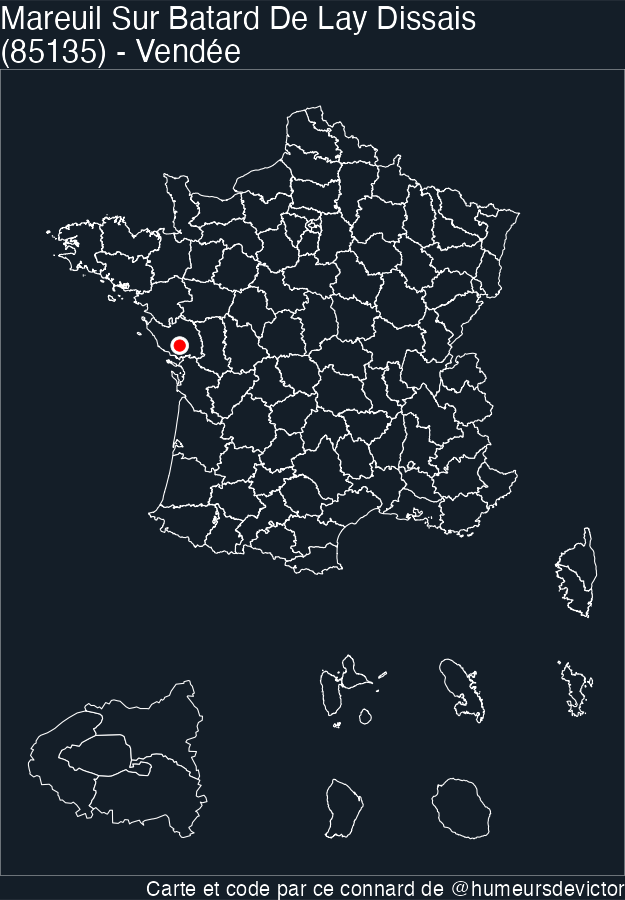 Mareuil Sur Batard De Lay Dissais
(85135) - Vendée
Carte et code par ce connard de @humeursdevictor